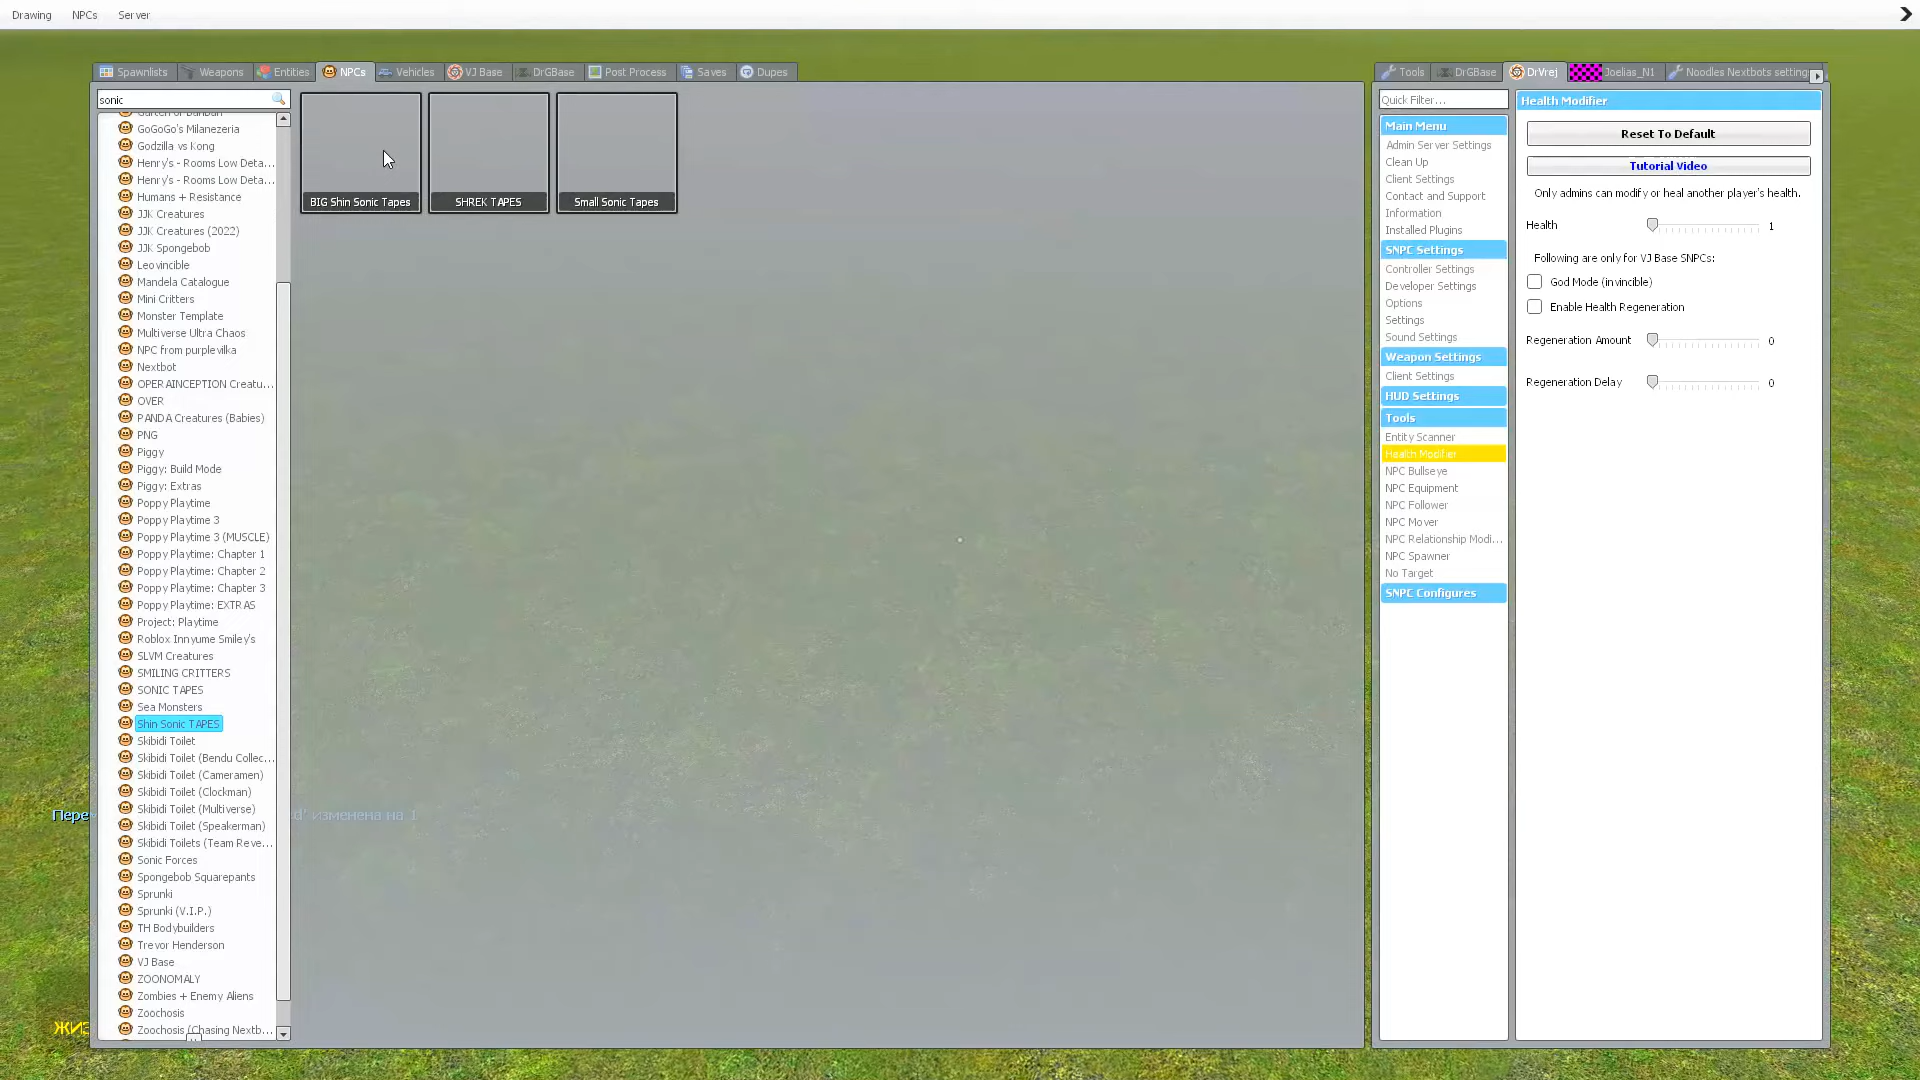 Drawing NPCs Server
Spawnlists Weapons Entities NPCs Vehicles VJ Base DrGBase Post Process Saves Dupes
sonic
Garten of Banban
GoGoGo's Milanezeria
Godzilla vs Kong
Henry's - Rooms Low Deta...
Henry's - Rooms Low Deta...
Humans + Resistance
JJK Creatures
JJK Creatures (2022)
JJK Spongebob
Leovincible
Mandela Catalogue
Mini Critters
Monster Template
Multiverse Ultra Chaos
NPC from purplevilka
Nextbot
OPERAINCEPTION Creatu...
OVER
PANDA Creatures (Babies)
PNG
Piggy
Piggy: Build Mode
Piggy: Extras
Poppy Playtime
Poppy Playtime 3
Poppy Playtime 3 (MUSCLE)
Poppy Playtime: Chapter 1
Poppy Playtime: Chapter 2
Poppy Playtime: Chapter 3
Poppy Playtime: EXTRAS
Project: Playtime
Roblox Innyume Smiley's
SLVM Creatures
SMILING CRITTERS
SONIC TAPES
Sea Monsters
Shin Sonic TAPES
Skibidi Toilet
Skibidi Toilet (Bendu Collec...
Skibidi Toilet (Cameramen)
Skibidi Toilet (Clockman)
Skibidi Toilet (Multiverse)
Skibidi Toilet (Speakerman)
Skibidi Toilets (Team Reve...
Sonic Forces
Spongebob Squarepants
Sprunki
Sprunki (V.I.P.)
TH Bodybuilders
Trevor Henderson
VJ Base
ZOONOMALY
Zombies + Enemy Aliens
Zoochosis
Zoochosis (Chasing Nextb...
BIG Shin Sonic Tapes
SHREK TAPES
Small Sonic Tapes
Пере
d' изменена на 1
ЖИЗ
Tools DrGBase DrVrej Joelias_N1 Noodles Nextbots setting
Quick Filter...
Main Menu
Admin Server Settings
Clean Up
Client Settings
Contact and Support
Information
Installed Plugins
SNPC Settings
Controller Settings
Developer Settings
Options
Settings
Sound Settings
Weapon Settings
Client Settings
HUD Settings
Tools
Entity Scanner
Health Modifier
NPC Bullseye
NPC Equipment
NPC Follower
NPC Mover
NPC Relationship Modi...
NPC Spawner
No Target
SNPC Configures
Health Modifier
Reset To Default
Tutorial Video
Only admins can modify or heal another player's health.
Health 1
Following are only for VJ Base SNPCs:
God Mode (invincible)
Enable Health Regeneration
Regeneration Amount 0
Regeneration Delay 0